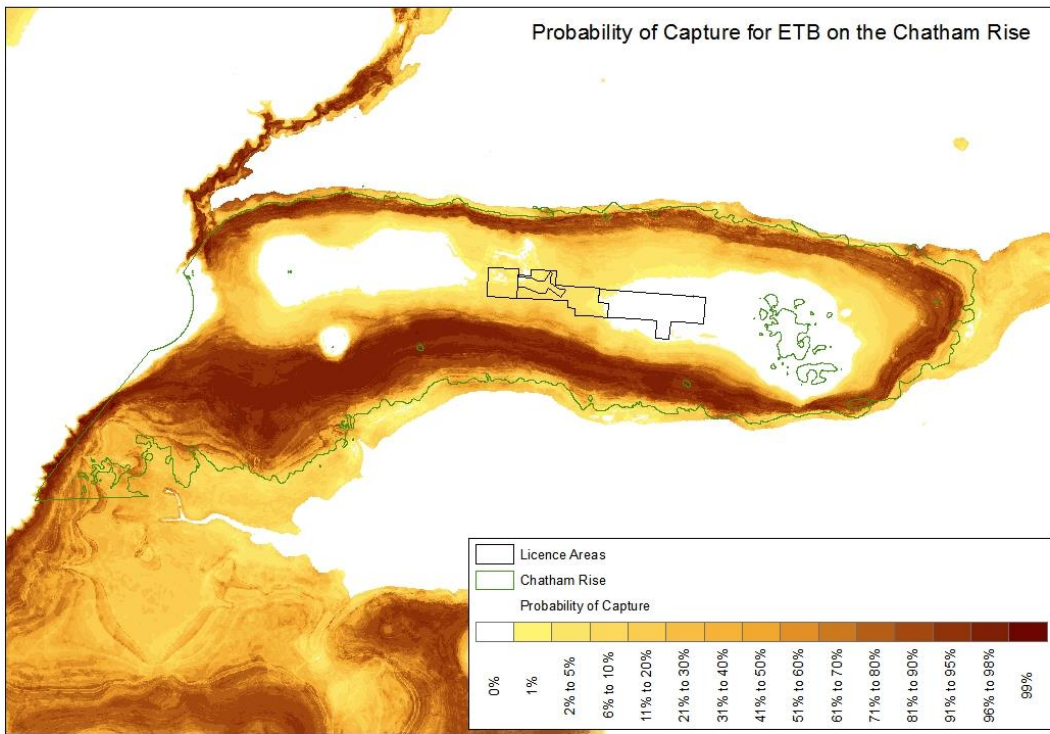 Probability of Capture for ETB on the Chatham Rise
Licence Areas
Chatham Rise
Probability of Capture
0%
1%
2% to 5%
6% to 10%
11% to 20%
21% to 30%
31% to 40%
41% to 50%
51% to 60%
61% to 70%
71% to 80%
81% to 90%
91% to 95%
96% to 98%
99%